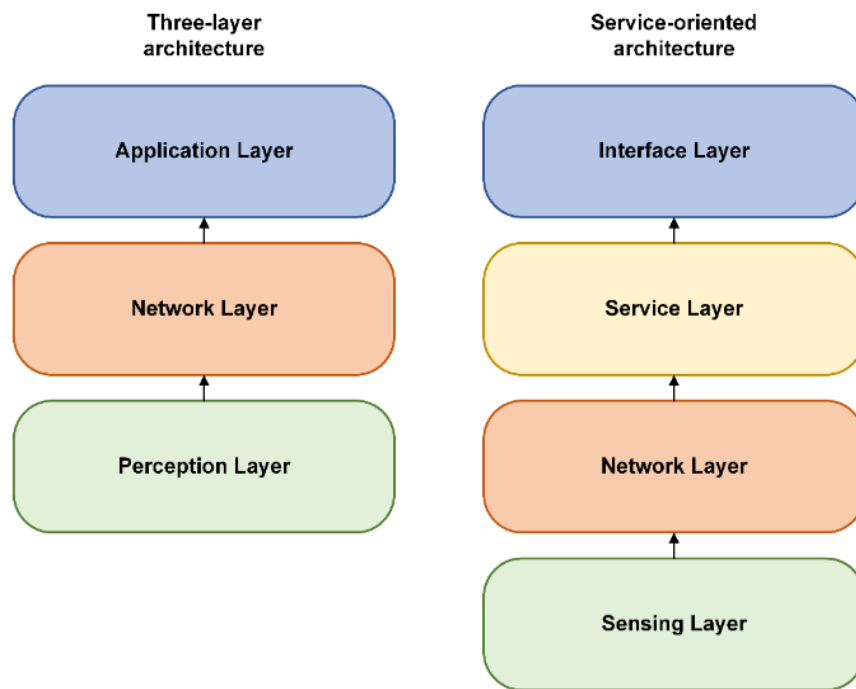 Three-layer
architecture
Application Layer
Network Layer
Perception Layer
Service-oriented
architecture
Interface Layer
Service Layer
Network Layer
Sensing Layer